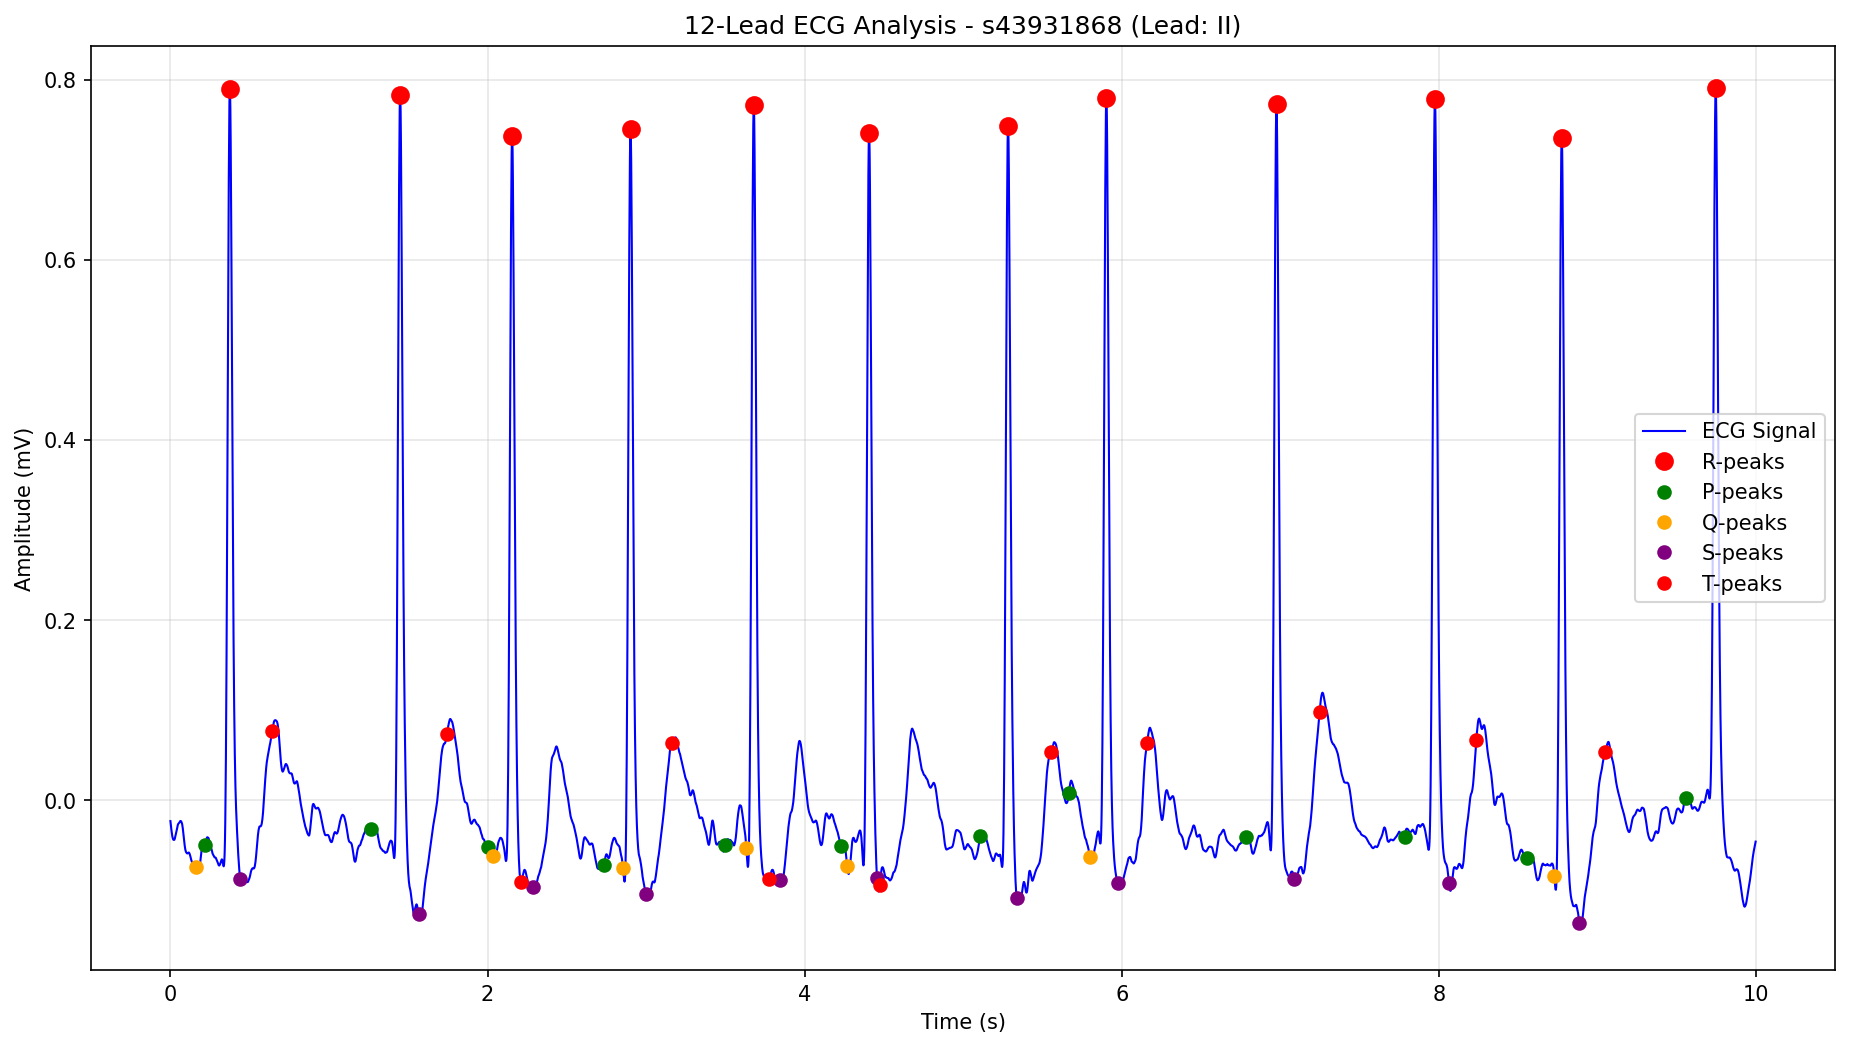 12-Lead ECG Analysis - s43931868 (Lead: II)
Amplitude (mV)
0.8
0.6
0.4
0.2
0.0
ECG Signal
R-peaks
P-peaks
Q-peaks
S-peaks
T-peaks
0 2 4 6 8 10
Time (s)